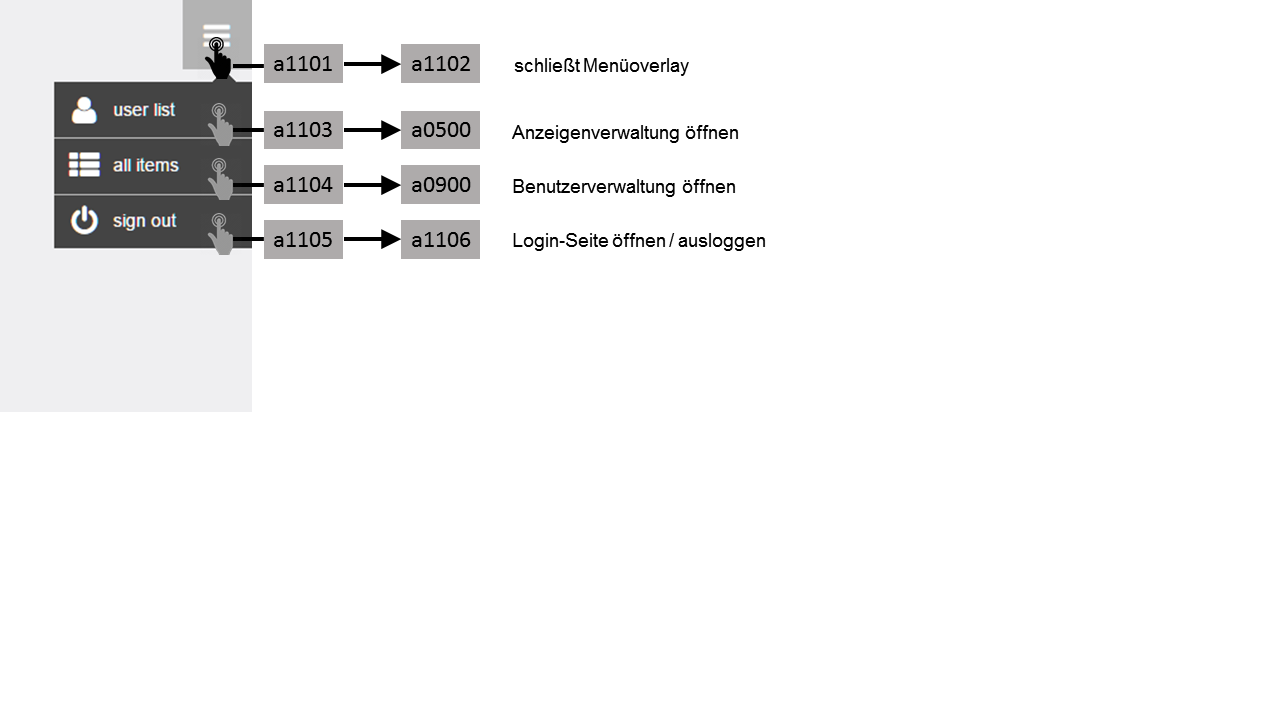 a1101 a1102 schließt Menüoverlay
user list a1103 a0500 Anzeigenverwaltung öffnen
all items a1104 a0900 Benutzerverwaltung öffnen
sign out a1105 a1106 Login-Seite öffnen / ausloggen